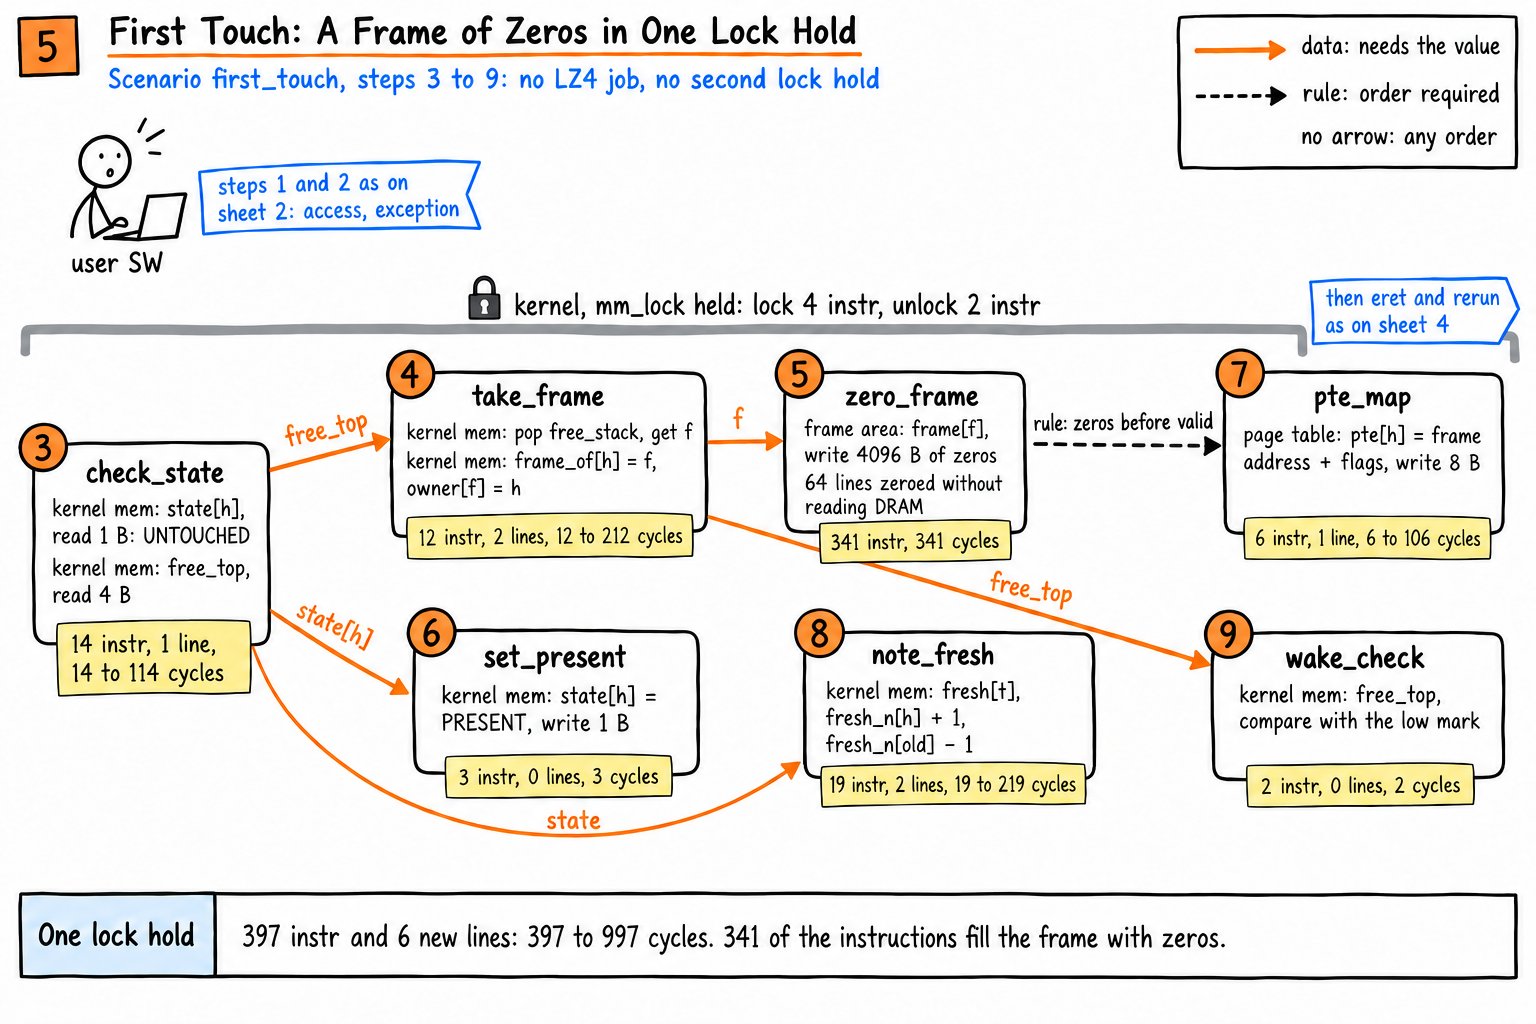 5
First Touch: A Frame of Zeros in One Lock Hold
Scenario first_touch, steps 3 to 9: no LZ4 job, no second lock hold
data: needs the value
rule: order required
no arrow: any order
steps 1 and 2 as on
sheet 2: access, exception
user SW
kernel, mm_lock held: lock 4 instr, unlock 2 instr
then eret and rerun
as on sheet 4
3
check_state
kernel mem: state[h],
read 1 B: UNTOUCHED
kernel mem: free_top,
read 4 B
14 instr, 1 line,
14 to 114 cycles
free_top
4
take_frame
kernel mem: pop free_stack, get f
kernel mem: frame_of[h] = f,
owner[f] = h
12 instr, 2 lines, 12 to 212 cycles
f
5
zero_frame
frame area: frame[f],
write 4096 B of zeros
64 lines zeroed without
reading DRAM
341 instr, 341 cycles
rule: zeros before valid
7
pte_map
page table: pte[h] = frame
address + flags, write 8 B
6 instr, 1 line, 6 to 106 cycles
state[h]
6
set_present
kernel mem: state[h] =
PRESENT, write 1 B
3 instr, 0 lines, 3 cycles
state
8
note_fresh
kernel mem: fresh[t],
fresh_n[h] + 1,
fresh_n[old] − 1
19 instr, 2 lines, 19 to 219 cycles
free_top
9
wake_check
kernel mem: free_top,
compare with the low mark
2 instr, 0 lines, 2 cycles
One lock hold
397 instr and 6 new lines: 397 to 997 cycles. 341 of the instructions fill the frame with zeros.